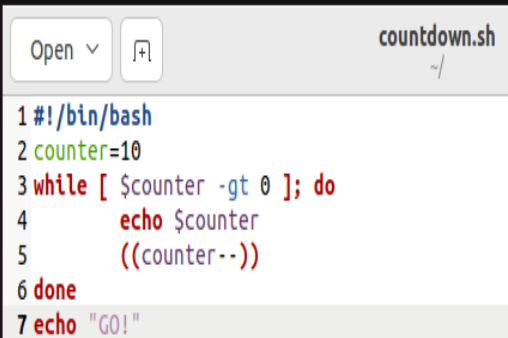 Open
countdown.sh
~/
1 #!/bin/bash
2 counter=10
3 while [ $counter -gt 0 ]; do
4 echo $counter
5 ((counter--))
6 done
7 echo "GO!"